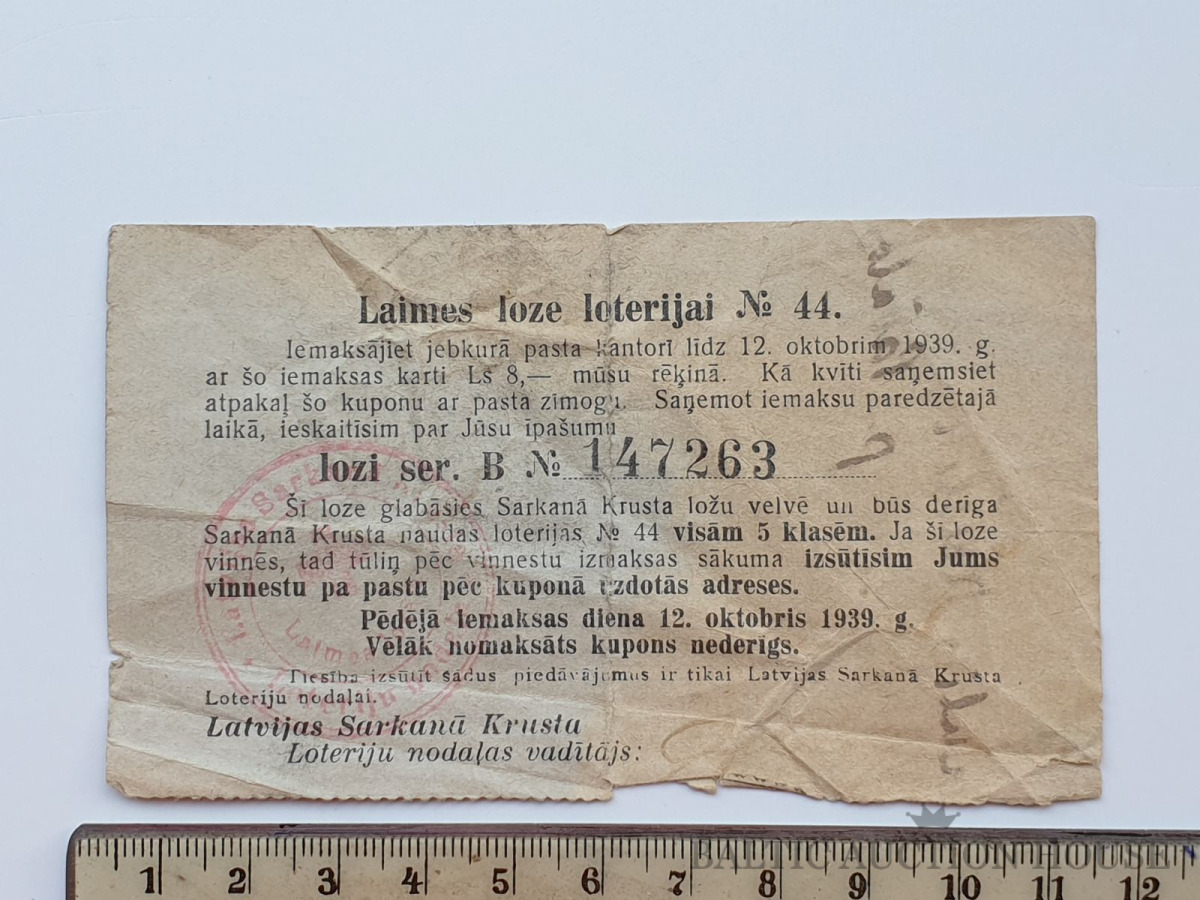 Laimes loze loterijai № 44.
Iemaksājiet jebkurā pasta kantorī līdz 12. oktobrim 1939. g.
ar šo iemaksas karti Ls 8,— mūsu rēķinā. Kā kvīti saņemsiet
atpakaļ šo kuponu ar pasta zīmogu. Saņemot iemaksu paredzētajā
laikā, ieskaitīsim par Jūsu īpašumu
lozi ser. B № 147263
Šī loze glabāsies Sarkanā Krusta ložu velvē un būs derīga
Sarkanā Krusta naudas loterijas № 44 visām 5 klasēm. Ja šī loze
vinnēs, tad tūliņ pēc vinnestu izmaksas sākuma izsūtīsim Jums
vinnestu pa pastu pēc kuponā uzdotās adreses.
Pēdējā iemaksas diena 12. oktobris 1939. g.
Vēlāk nomaksāts kupons nederīgs.
Tiesība izsūtīt šādus piedāvājumus ir tikai Latvijas Sarkanā Krusta
Loteriju nodaļai.
Latvijas Sarkanā Krusta
Loteriju nodaļas vadītājs:
BALTIC AUCTION HOUSE
1 2 3 4 5 6 7 8 9 10 11 12